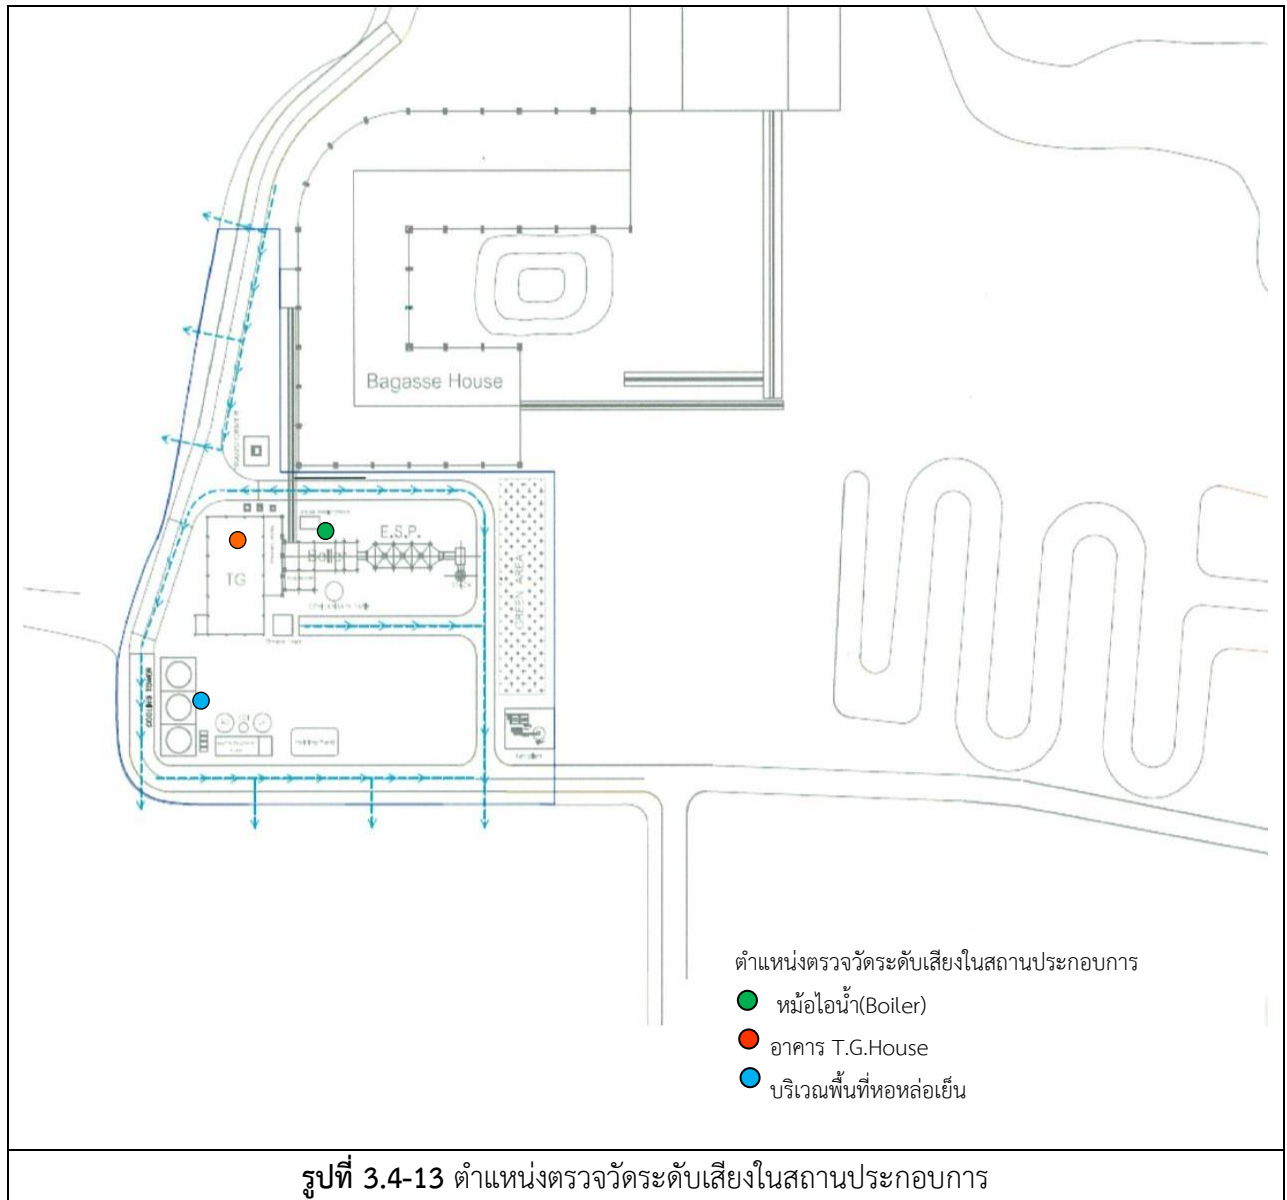 Bagasse House
E.S.P.
Boiler
TG
GREEN AREA
ตำแหน่งตรวจวัดระดับเสียงในสถานประกอบการ
หม้อไอน้ำ(Boiler)
อาคาร T.G.House
บริเวณพื้นที่หอหล่อเย็น
รูปที่ 3.4-13 ตำแหน่งตรวจวัดระดับเสียงในสถานประกอบการ